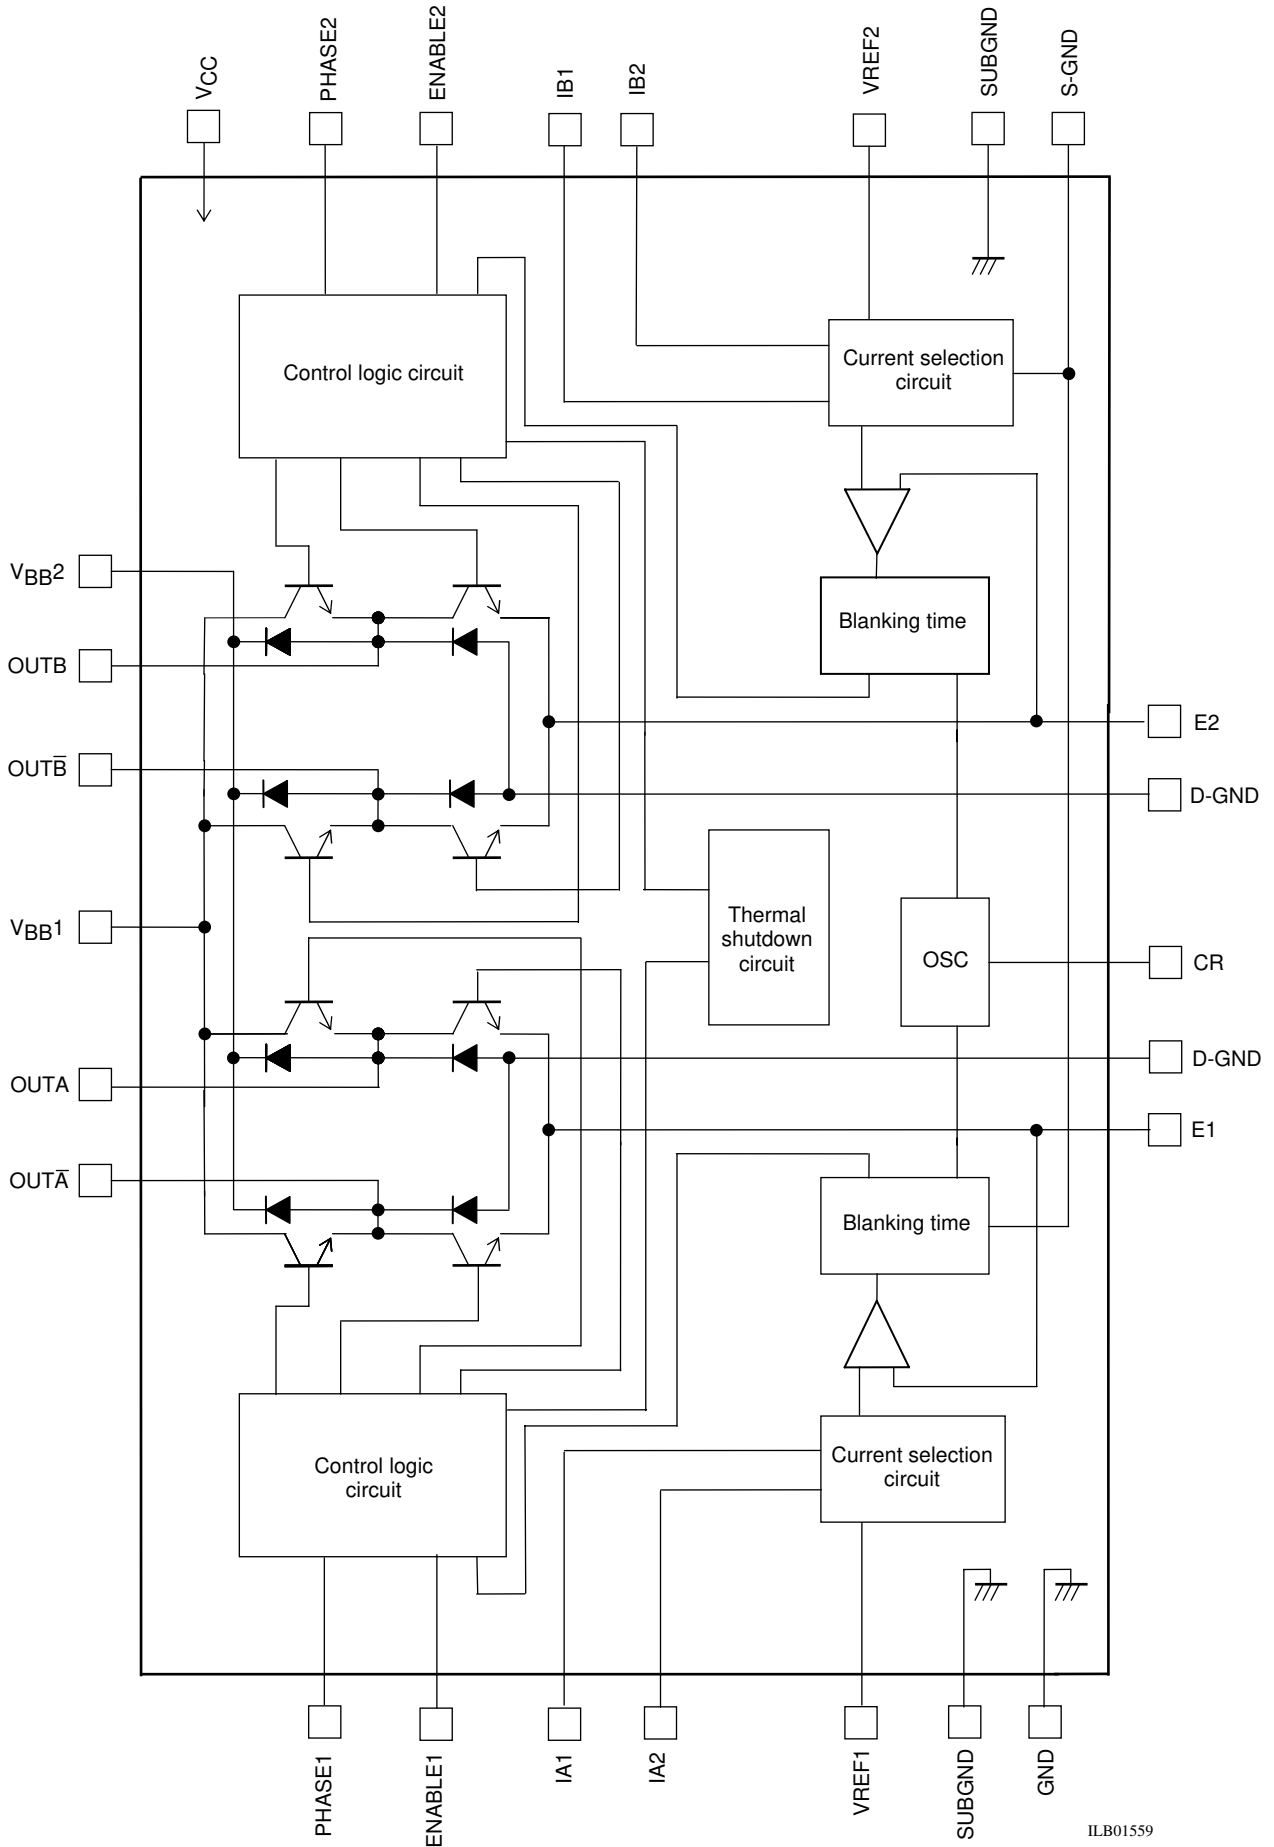 VCC
PHASE2
ENABLE2
IB1
IB2
VREF2
SUBGND
S-GND
Control logic circuit
Current selection
circuit
VBB2
OUTB
Blanking time
E2
OUTB̅
D-GND
VBB1
Thermal
shutdown
circuit
OSC
CR
OUTA
D-GND
E1
OUTA̅
Blanking time
Control logic
circuit
Current selection
circuit
PHASE1
ENABLE1
IA1
IA2
VREF1
SUBGND
GND
ILB01559